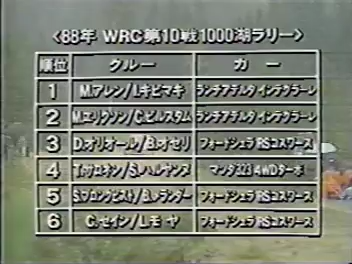 <88年 WRC第10戦1000湖ラリー>
順位 クルー カー
1 M.アレン/I.キビマキ ランチアデルタ インテグラーレ
2 M.エリクソン/C.ビルスタム ランチアデルタ インテグラーレ
3 D.オリオール/B.オセリ フォードシェラ RSコスワース
4 T.サロネン/S.ハルヤンヌ マツダ323 4WDターボ
5 S.ブロンクビスト/B.メランダー フォードシェラ RSコスワース
6 C.セインツ/L.モヤ フォードシェラ RSコスワース